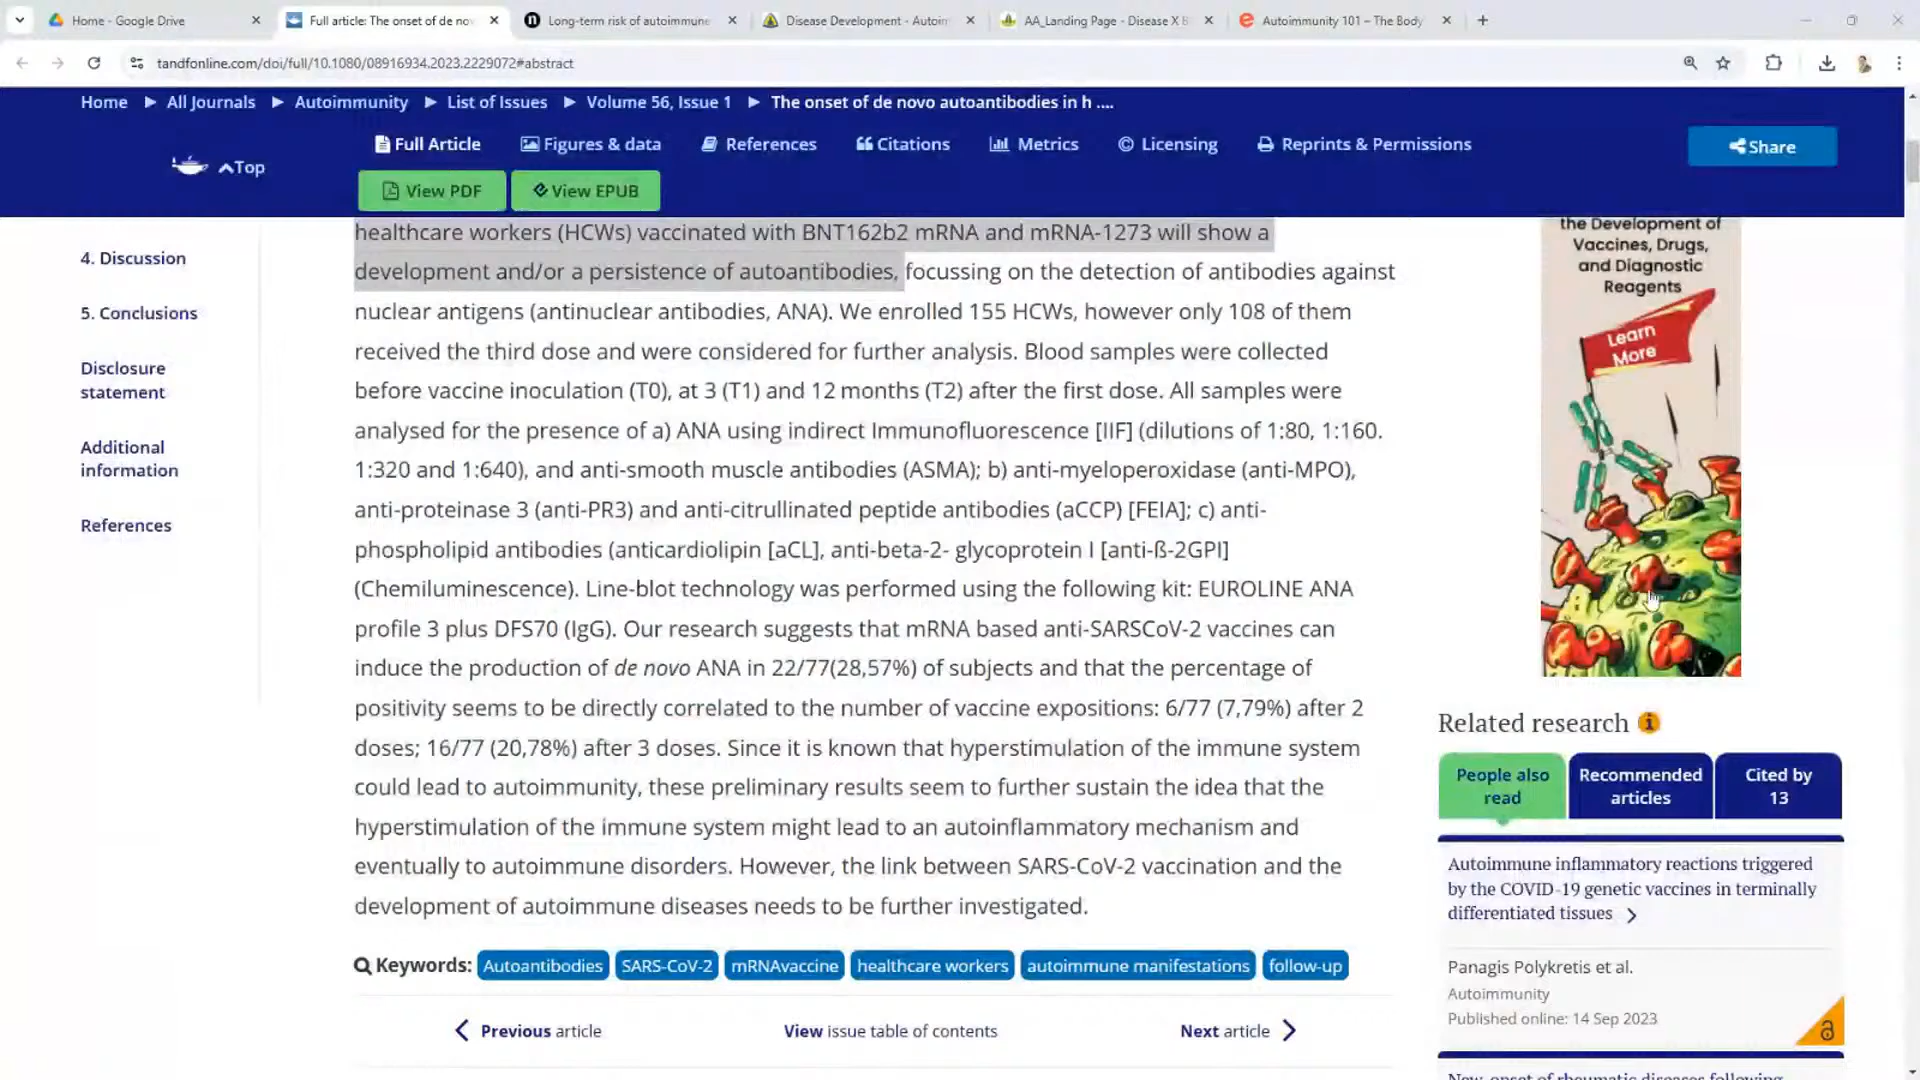 Home - Google Drive
Full article: The onset of de nov
Long-term risk of autoimmune
Disease Development - Autoim
AA_Landing Page - Disease X B
Autoimmunity 101 – The Body
tandfonline.com/doi/full/10.1080/08916934.2023.2229072#abstract
Home ▶ All Journals ▶ Autoimmunity ▶ List of Issues ▶ Volume 56, Issue 1 ▶ The onset of de novo autoantibodies in h ....
Top
Full Article
Figures & data
References
Citations
Metrics
Licensing
Reprints & Permissions
Share
View PDF
View EPUB
4. Discussion
5. Conclusions
Disclosure
statement
Additional
information
References
healthcare workers (HCWs) vaccinated with BNT162b2 mRNA and mRNA-1273 will show a
development and/or a persistence of autoantibodies, focussing on the detection of antibodies against
nuclear antigens (antinuclear antibodies, ANA). We enrolled 155 HCWs, however only 108 of them
received the third dose and were considered for further analysis. Blood samples were collected
before vaccine inoculation (T0), at 3 (T1) and 12 months (T2) after the first dose. All samples were
analysed for the presence of a) ANA using indirect Immunofluorescence [IIF] (dilutions of 1:80, 1:160.
1:320 and 1:640), and anti-smooth muscle antibodies (ASMA); b) anti-myeloperoxidase (anti-MPO),
anti-proteinase 3 (anti-PR3) and anti-citrullinated peptide antibodies (aCCP) [FEIA]; c) anti-
phospholipid antibodies (anticardiolipin [aCL], anti-beta-2- glycoprotein I [anti-ß-2GPI]
(Chemiluminescence). Line-blot technology was performed using the following kit: EUROLINE ANA
profile 3 plus DFS70 (IgG). Our research suggests that mRNA based anti-SARSCoV-2 vaccines can
induce the production of de novo ANA in 22/77(28,57%) of subjects and that the percentage of
positivity seems to be directly correlated to the number of vaccine expositions: 6/77 (7,79%) after 2
doses; 16/77 (20,78%) after 3 doses. Since it is known that hyperstimulation of the immune system
could lead to autoimmunity, these preliminary results seem to further sustain the idea that the
hyperstimulation of the immune system might lead to an autoinflammatory mechanism and
eventually to autoimmune disorders. However, the link between SARS-CoV-2 vaccination and the
development of autoimmune diseases needs to be further investigated.
Keywords: Autoantibodies SARS-CoV-2 mRNAvaccine healthcare workers autoimmune manifestations follow-up
Previous article
View issue table of contents
Next article
the Development of
Vaccines, Drugs,
and Diagnostic
Reagents
Learn
More
Related research
People also
read
Recommended
articles
Cited by
13
Autoimmune inflammatory reactions triggered
by the COVID-19 genetic vaccines in terminally
differentiated tissues
Panagis Polykretis et al.
Autoimmunity
Published online: 14 Sep 2023
New-onset of rheumatic diseases following